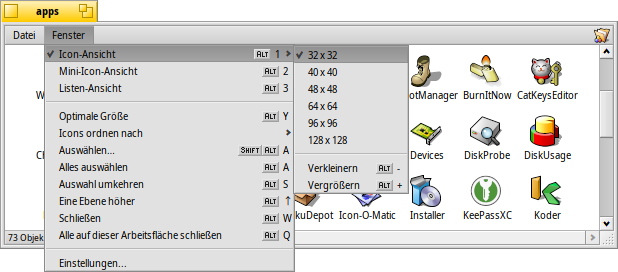 apps
Datei Fenster
Icon-Ansicht ALT 1
Mini-Icon-Ansicht ALT 2
Listen-Ansicht ALT 3
Optimale Größe ALT Y
Icons ordnen nach
Auswählen... SHIFT ALT A
Alles auswählen ALT A
Auswahl umkehren ALT S
Eine Ebene höher ALT ↑
Schließen ALT W
Alle auf dieser Arbeitsfläche schließen ALT Q
Einstellungen...
32 x 32
40 x 40
48 x 48
64 x 64
96 x 96
128 x 128
Verkleinern ALT -
Vergrößern ALT +
otManager BurnItNow CatKeysEditor
Devices DiskProbe DiskUsage
kuDepot Icon-O-Matic Installer KeePassXC Koder
73 Objek